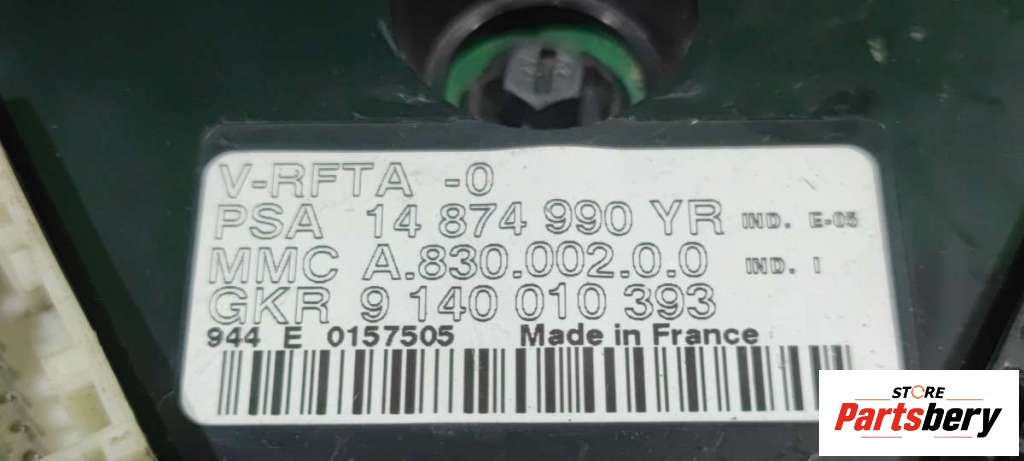 V-RFTA -0
PSA 14 874 990 YR IND. E-05
MMC A.830.002.0.0 IND. I
GKR 9 140 010 393
944 E 0157505 Made in France
STORE
Partsbery